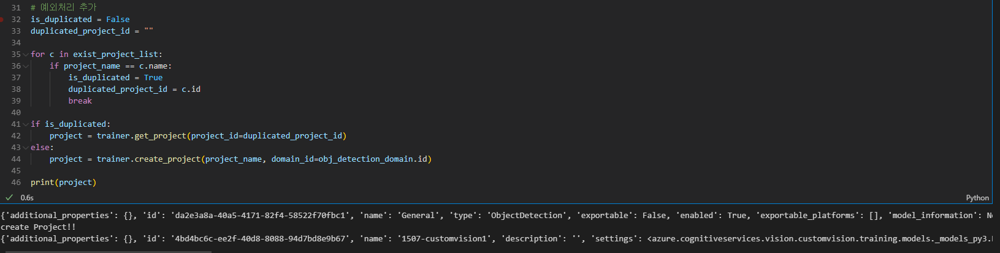 31 # 예외처리 추가
32 is_duplicated = False
33 duplicated_project_id = ""
34
35 for c in exist_project_list:
36 if project_name == c.name:
37 is_duplicated = True
38 duplicated_project_id = c.id
39 break
40
41 if is_duplicated:
42 project = trainer.get_project(project_id=duplicated_project_id)
43 else:
44 project = trainer.create_project(project_name, domain_id=obj_detection_domain.id)
45
46 print(project)
0.6s
Python
{'additional_properties': {}, 'id': 'da2e3a8a-40a5-4171-82f4-58522f70fbc1', 'name': 'General', 'type': 'ObjectDetection', 'exportable': False, 'enabled': True, 'exportable_platforms': [], 'model_information': N
create Project!!
{'additional_properties': {}, 'id': '4bd4bc6c-ee2f-40d8-8088-94d7bd8e9b67', 'name': '1507-customvision1', 'description': '', 'settings': <azure.cognitiveservices.vision.customvision.training.models._models_py3.